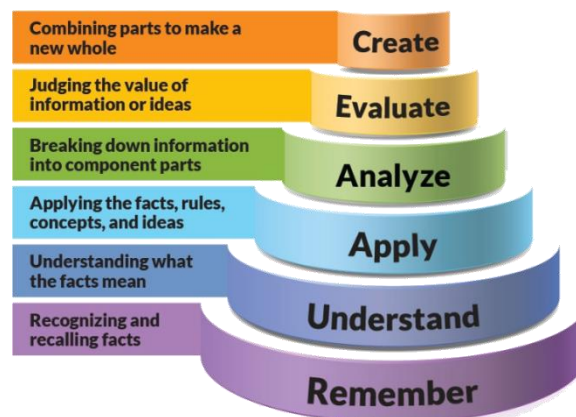 Combining parts to make a
new whole
Create
Judging the value of
information or ideas
Evaluate
Breaking down information
into component parts
Analyze
Applying the facts, rules,
concepts, and ideas
Apply
Understanding what
the facts mean
Understand
Recognizing and
recalling facts
Remember